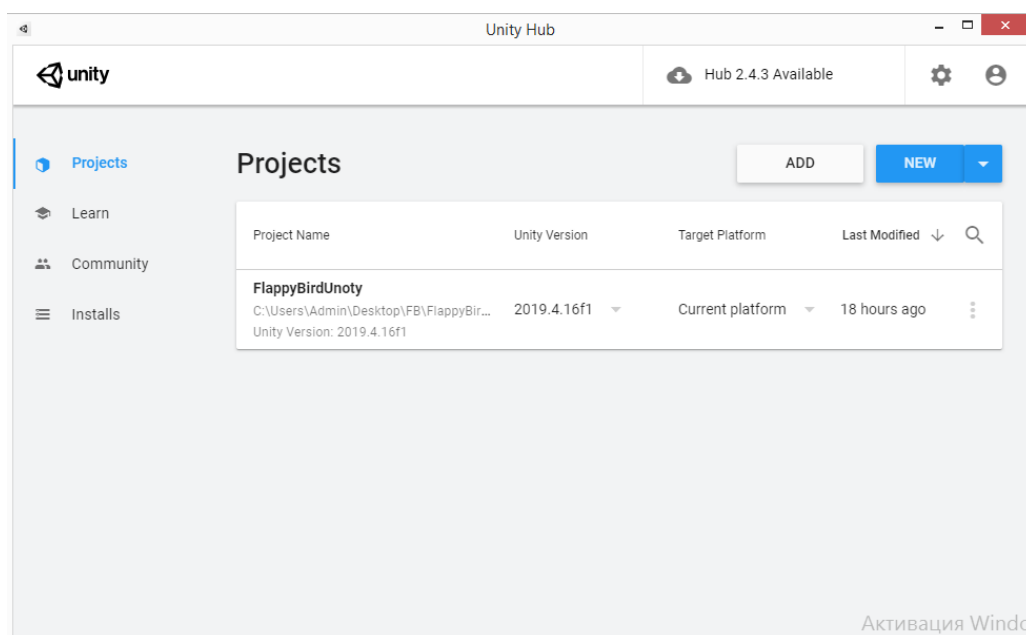 Unity Hub
unity
Hub 2.4.3 Available
Projects
Learn
Community
Installs
Projects
ADD
NEW
Project Name Unity Version Target Platform Last Modified
FlappyBirdUnoty
C:\Users\Admin\Desktop\FB\FlappyBir...
Unity Version: 2019.4.16f1
2019.4.16f1 Current platform 18 hours ago
Активация Windo